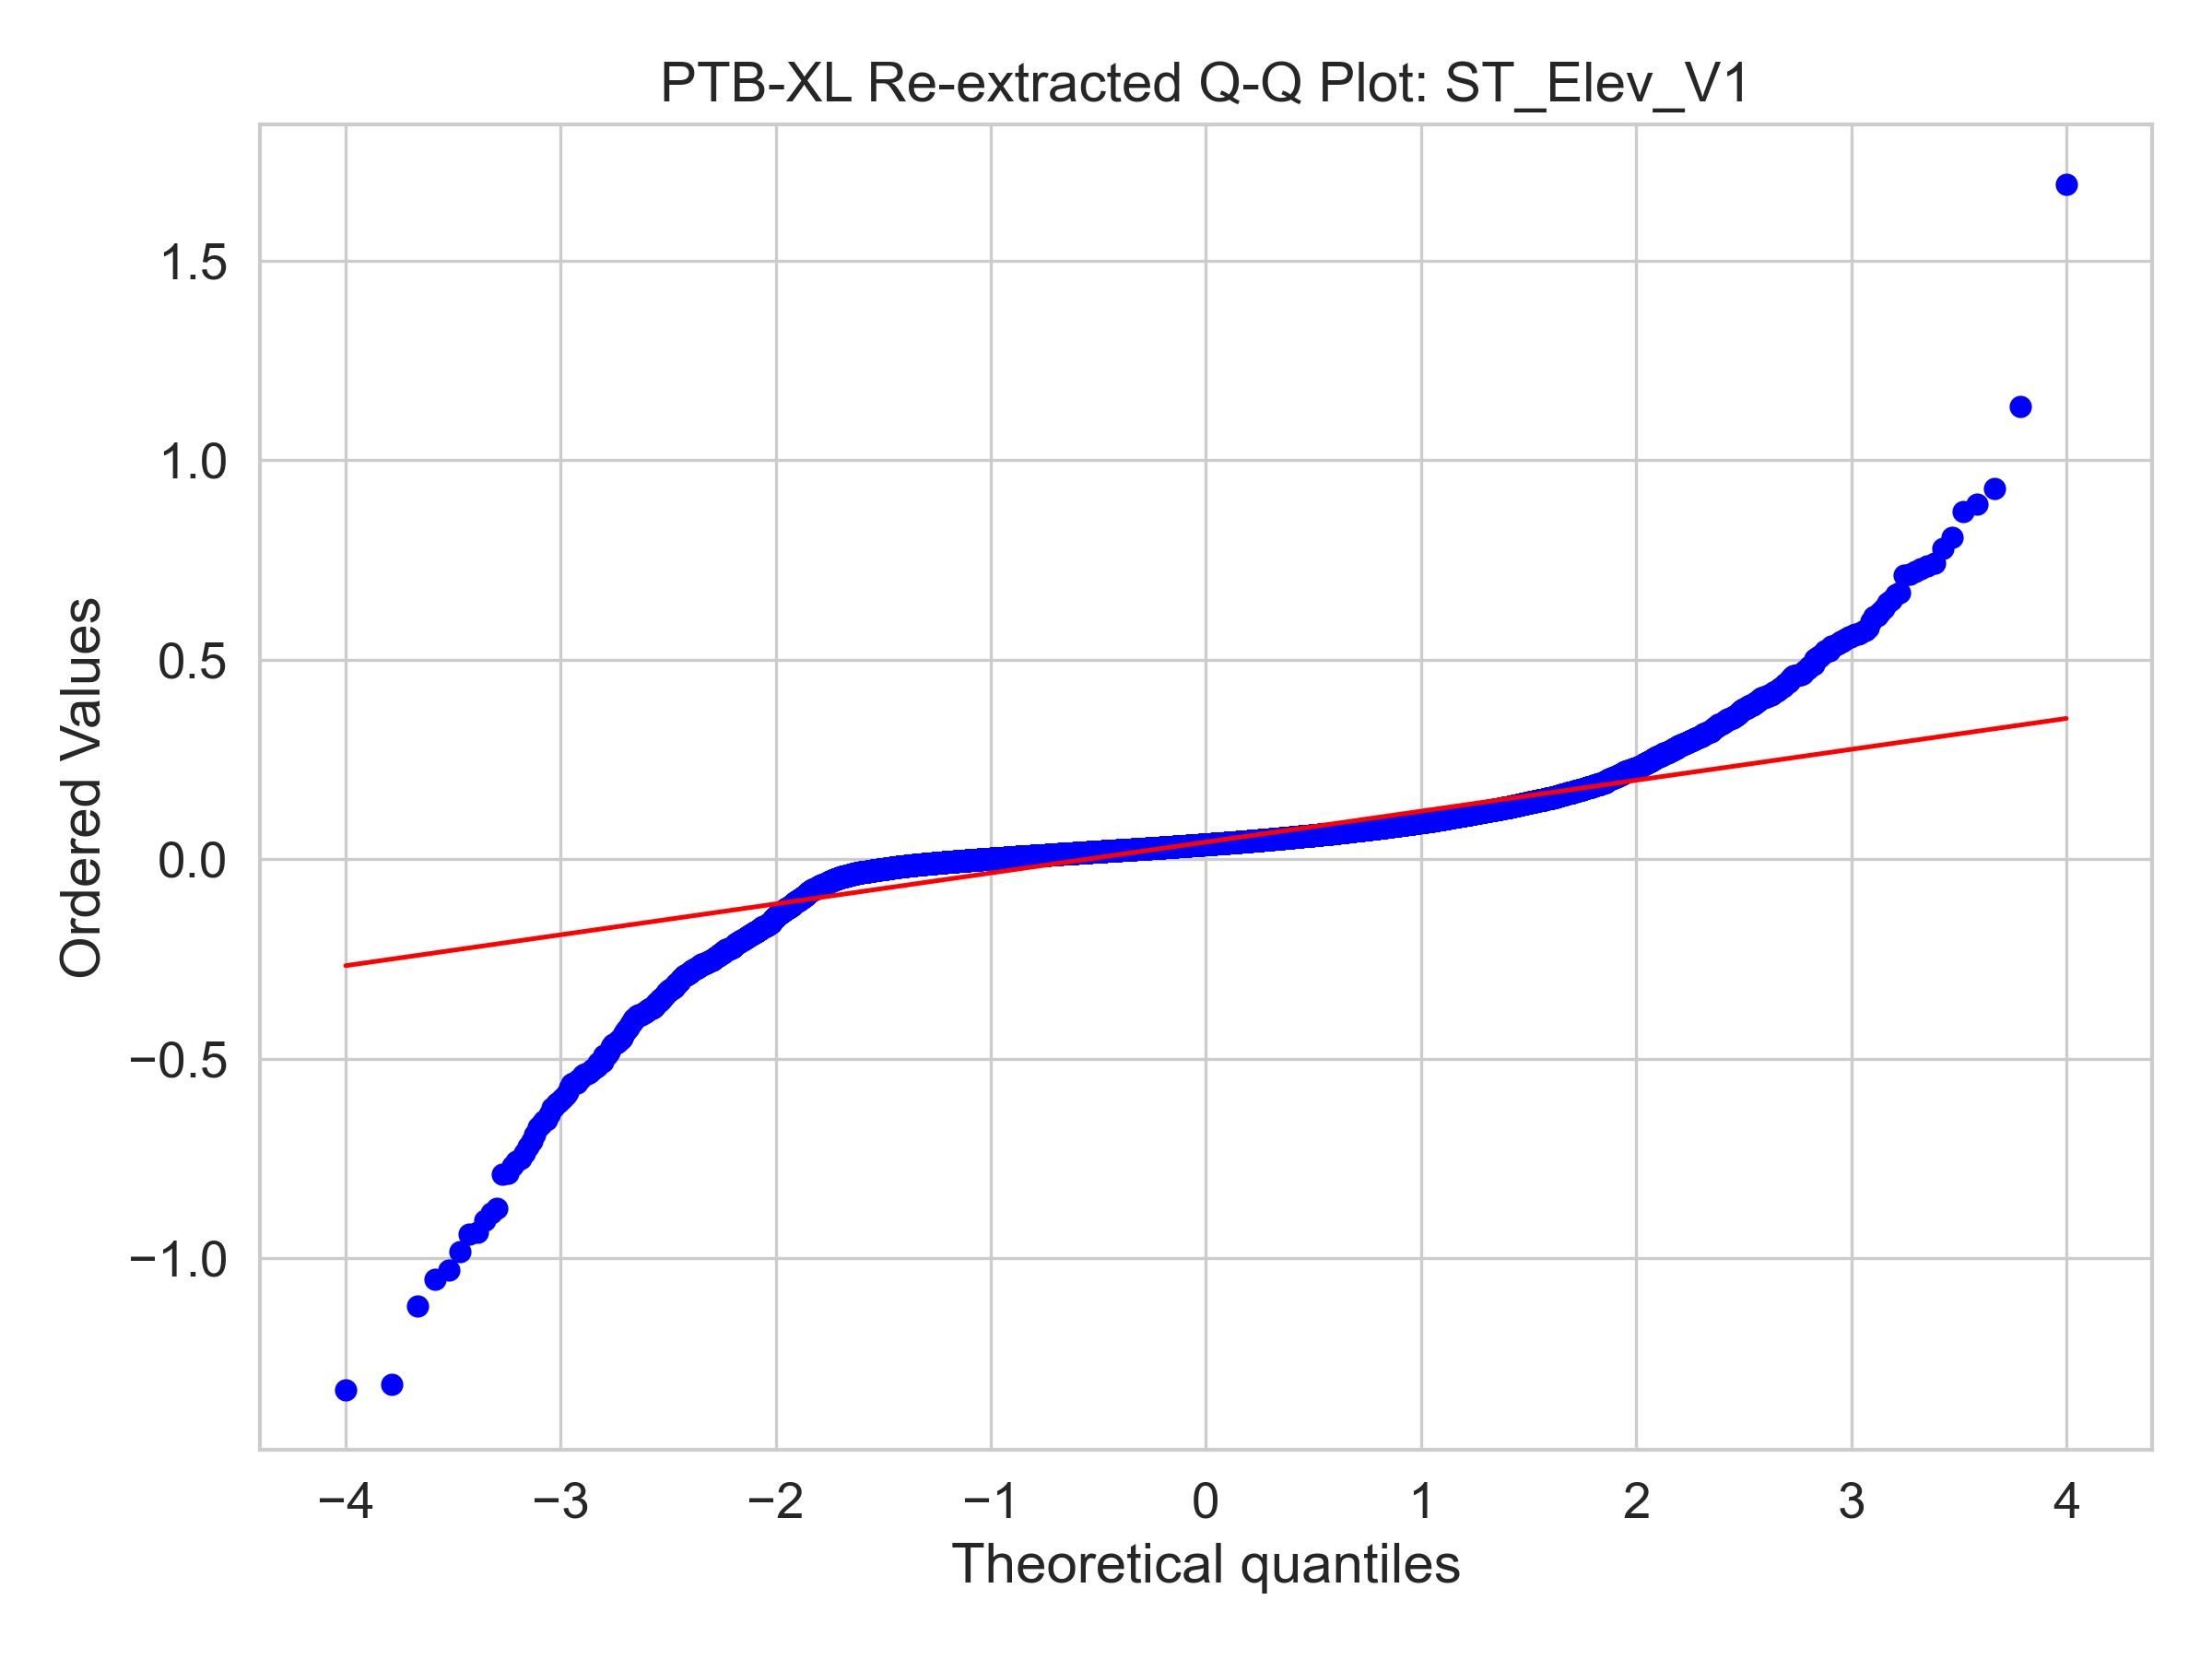 PTB-XL Re-extracted Q-Q Plot: ST_Elev_V1
Ordered Values
1.5
1.0
0.5
0.0
−0.5
−1.0
−4 −3 −2 −1 0 1 2 3 4
Theoretical quantiles